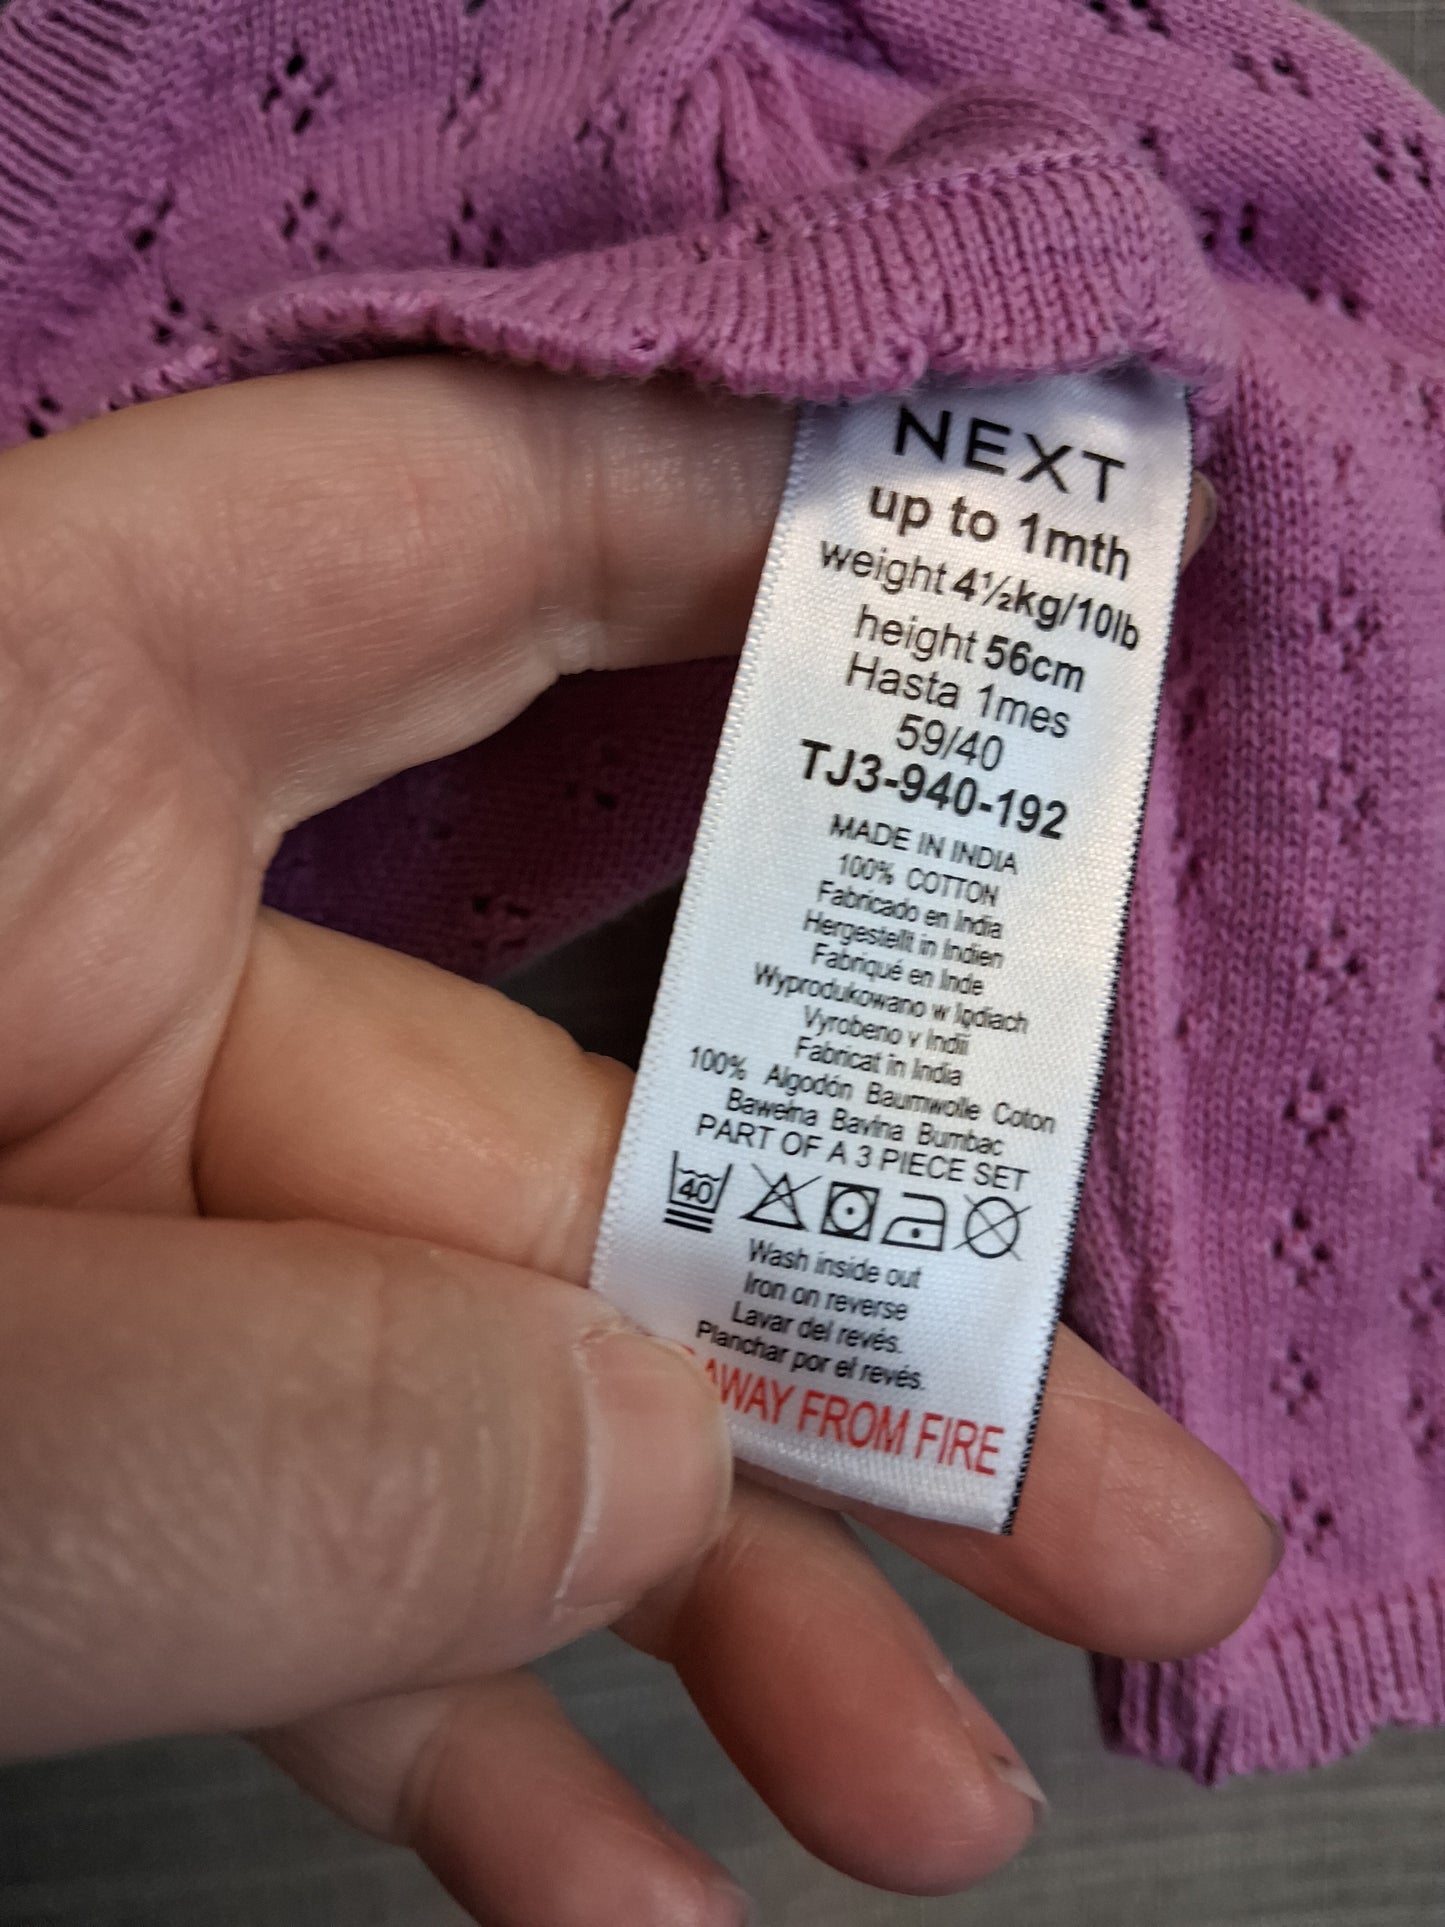 NEXT
up to 1mth
weight 4½kg/10lb
height 56cm
Hasta 1mes
59/40
TJ3-940-192
MADE IN INDIA
100% COTTON
Fabricado en India
Hergestellt in Indien
Fabriqué en Inde
Wyprodukowano w Iądiach
Vyrobeno v Indii
Fabricat in India
100% Algodón Baumwolle Coton
Bawełna Bavlna Bumbac
PART OF A 3 PIECE SET
40
Wash inside out
Iron on reverse
Lavar del revés.
Planchar por el revés.
AWAY FROM FIRE